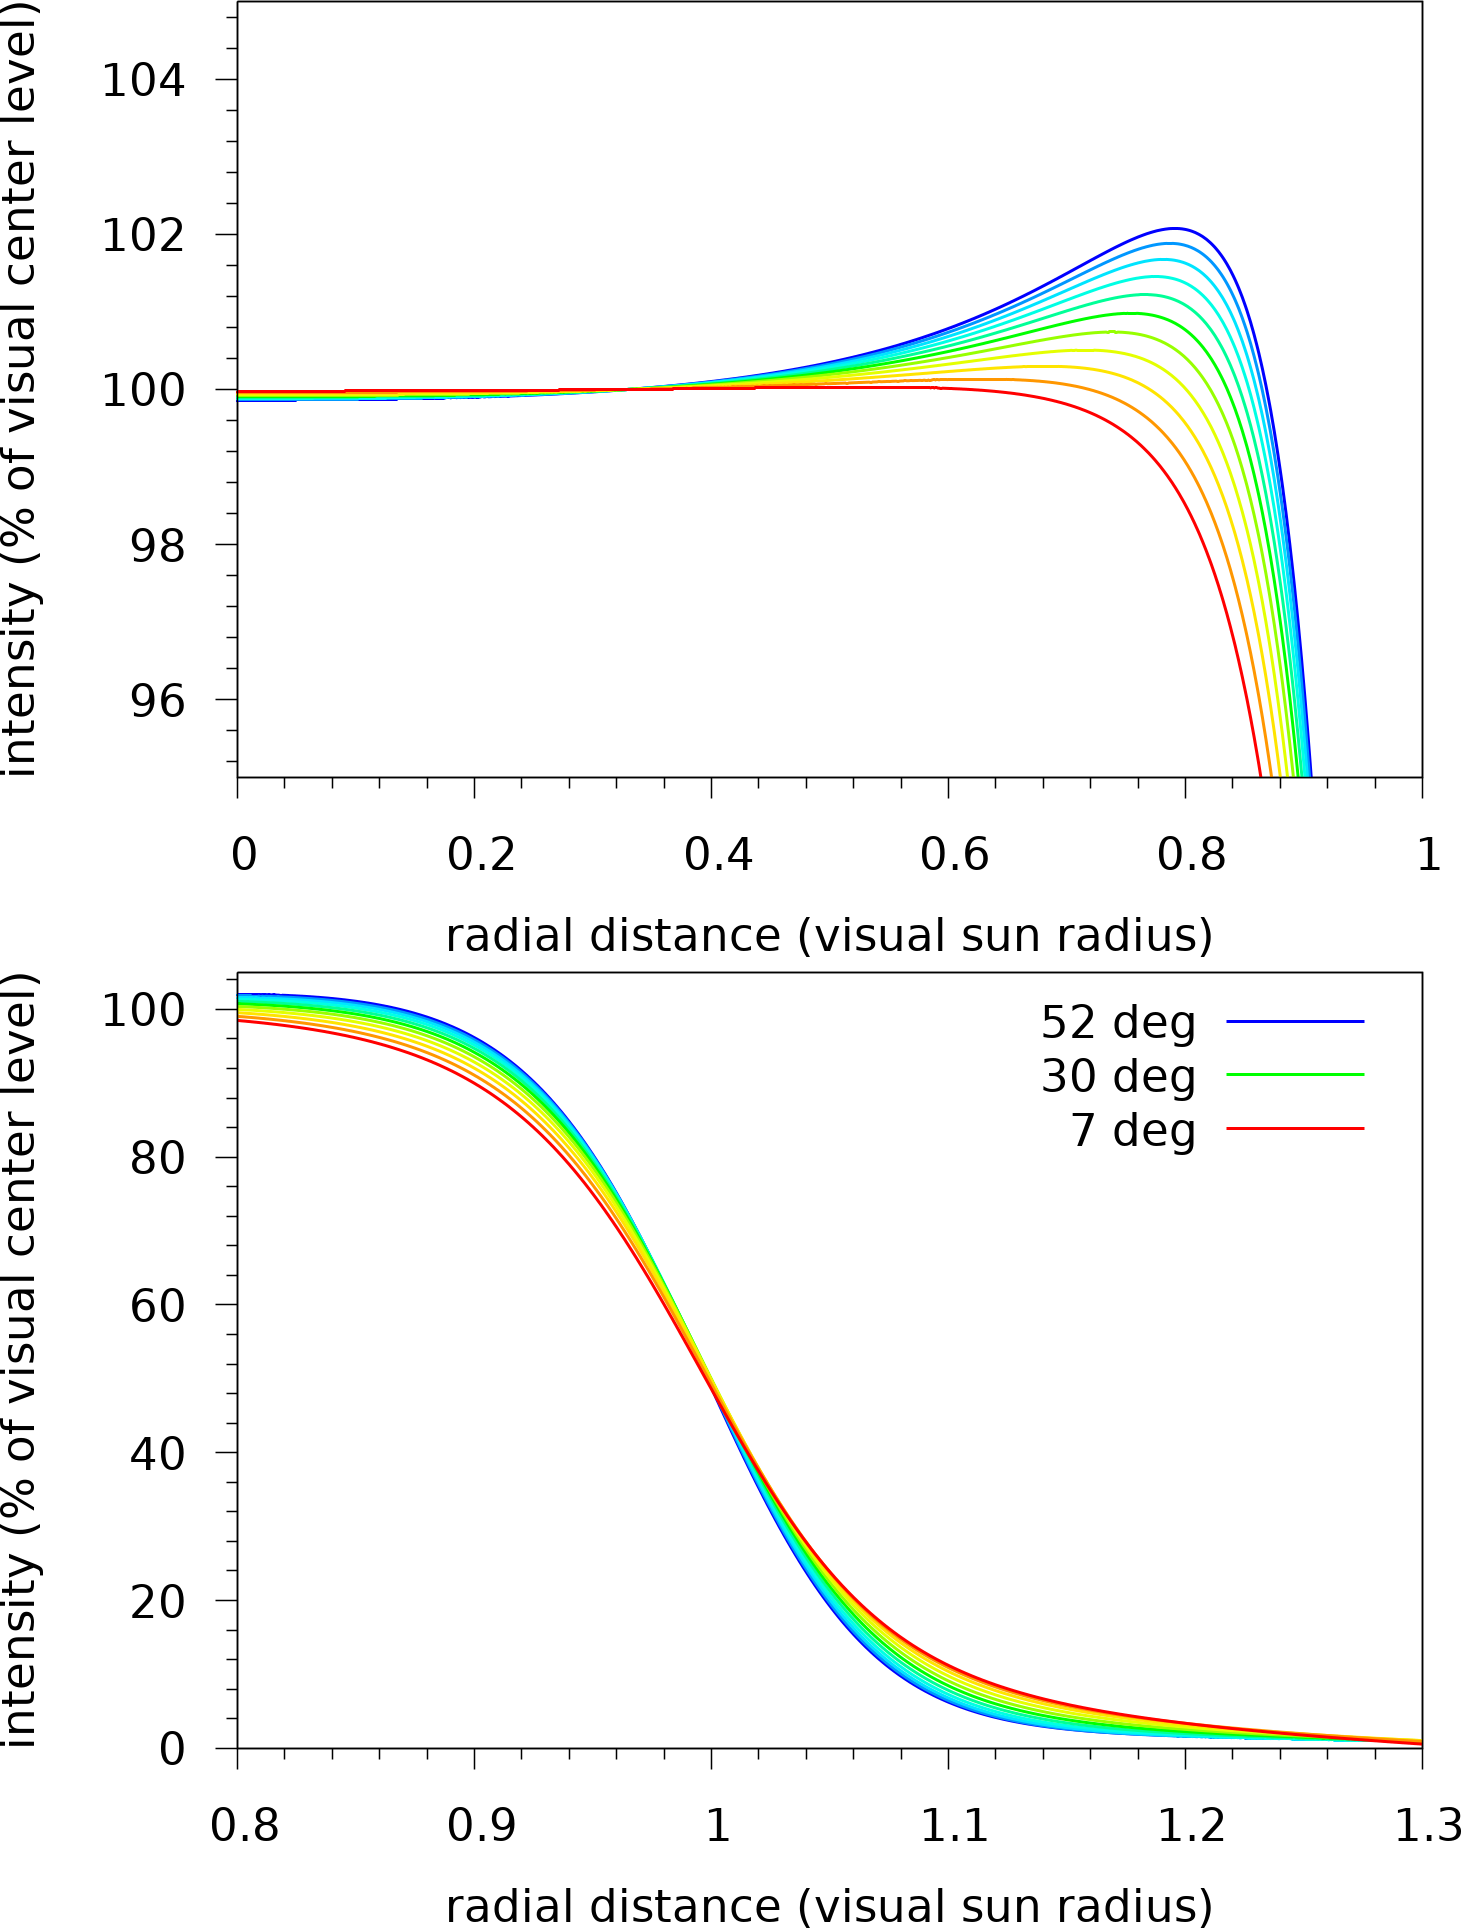 intensity (% of visual center level)
104
102
100
98
96
0 0.2 0.4 0.6 0.8 1
radial distance (visual sun radius)
intensity (% of visual center level)
100
80
60
40
20
0
52 deg
30 deg
7 deg
0.8 0.9 1 1.1 1.2 1.3
radial distance (visual sun radius)